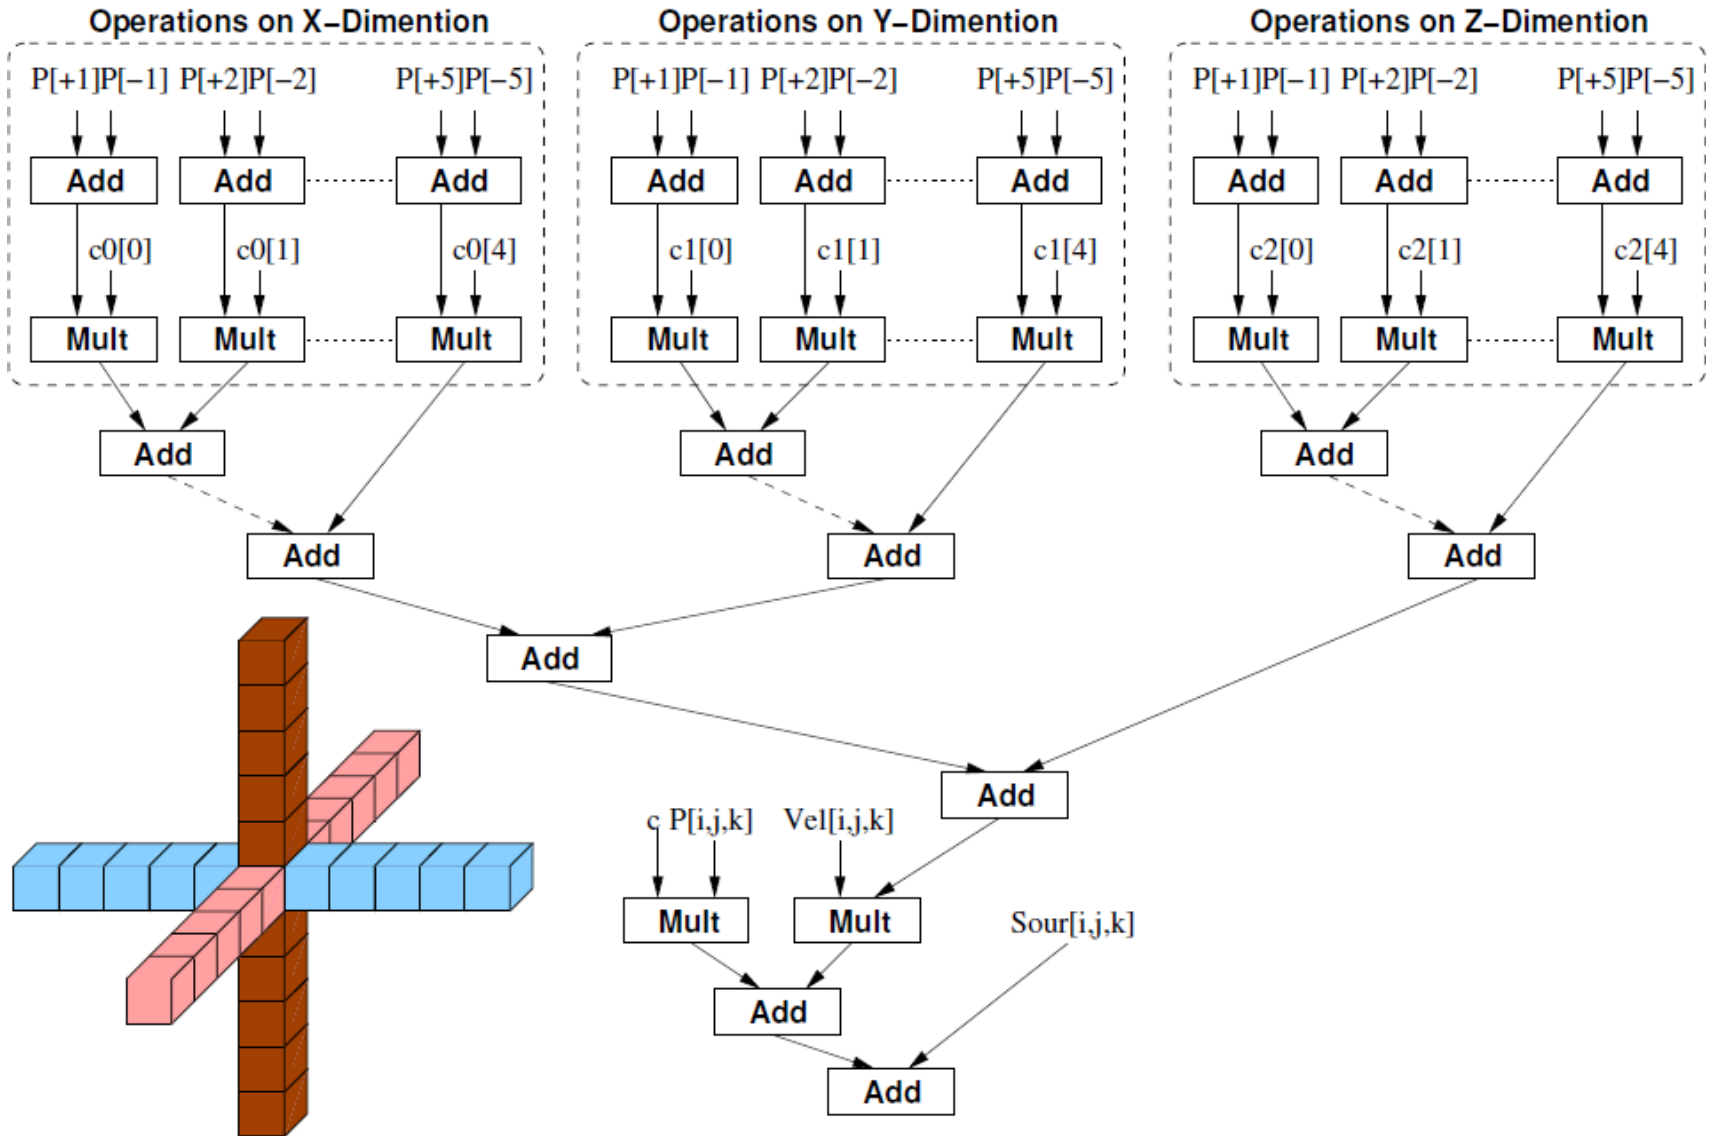 Operations on X-Dimention Operations on Y-Dimention Operations on Z-Dimention
P[+1]P[-1] P[+2]P[-2] P[+5]P[-5] P[+1]P[-1] P[+2]P[-2] P[+5]P[-5] P[+1]P[-1] P[+2]P[-2] P[+5]P[-5]
Add Add Add Add Add Add Add Add Add
c0[0] c0[1] c0[4] c1[0] c1[1] c1[4] c2[0] c2[1] c2[4]
Mult Mult Mult Mult Mult Mult Mult Mult Mult
Add Add Add
Add Add Add
Add
Add
c P[i,j,k] Vel[i,j,k]
Mult Mult Sour[i,j,k]
Add
Add